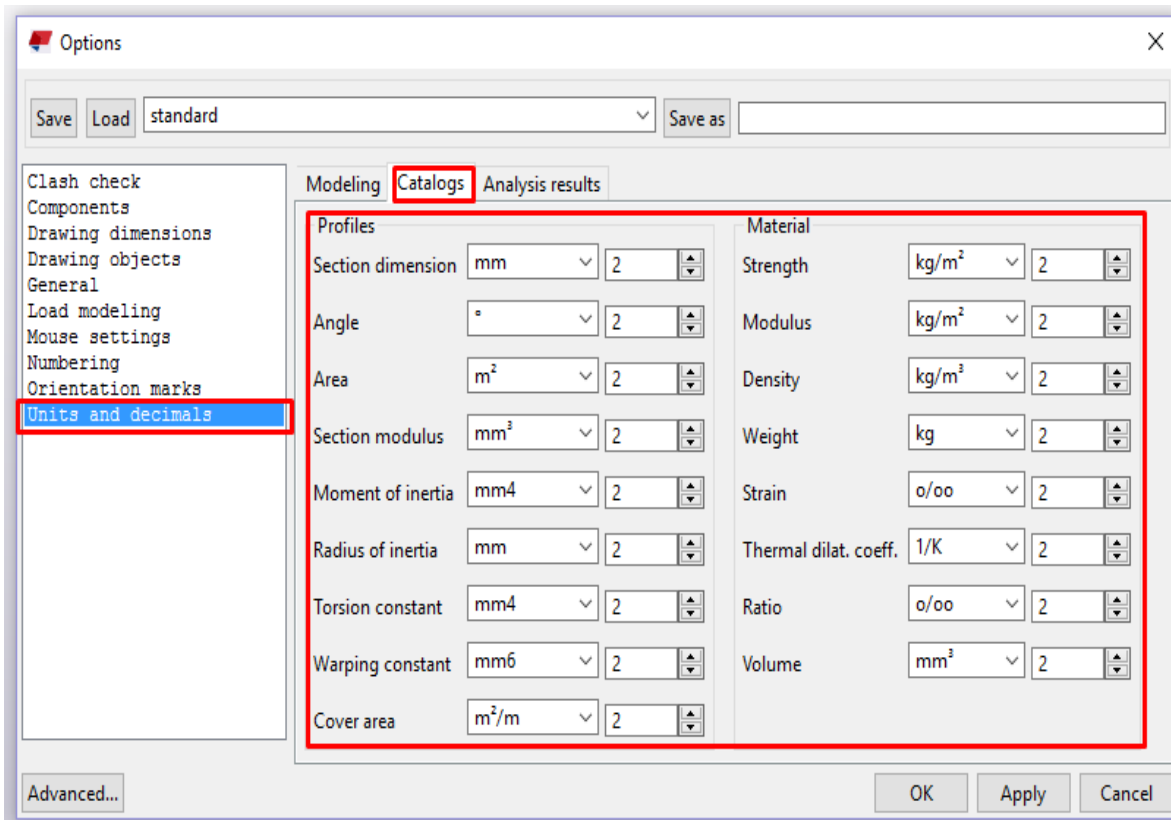 Options
Save Load standard Save as
Clash check
Components
Drawing dimensions
Drawing objects
General
Load modeling
Mouse settings
Numbering
Orientation marks
Units and decimals
Modeling Catalogs Analysis results
Profiles
Section dimension mm 2
Angle ° 2
Area m² 2
Section modulus mm³ 2
Moment of inertia mm4 2
Radius of inertia mm 2
Torsion constant mm4 2
Warping constant mm6 2
Cover area m²/m 2
Material
Strength kg/m² 2
Modulus kg/m² 2
Density kg/m³ 2
Weight kg 2
Strain o/oo 2
Thermal dilat. coeff. 1/K 2
Ratio o/oo 2
Volume mm³ 2
Advanced... OK Apply Cancel